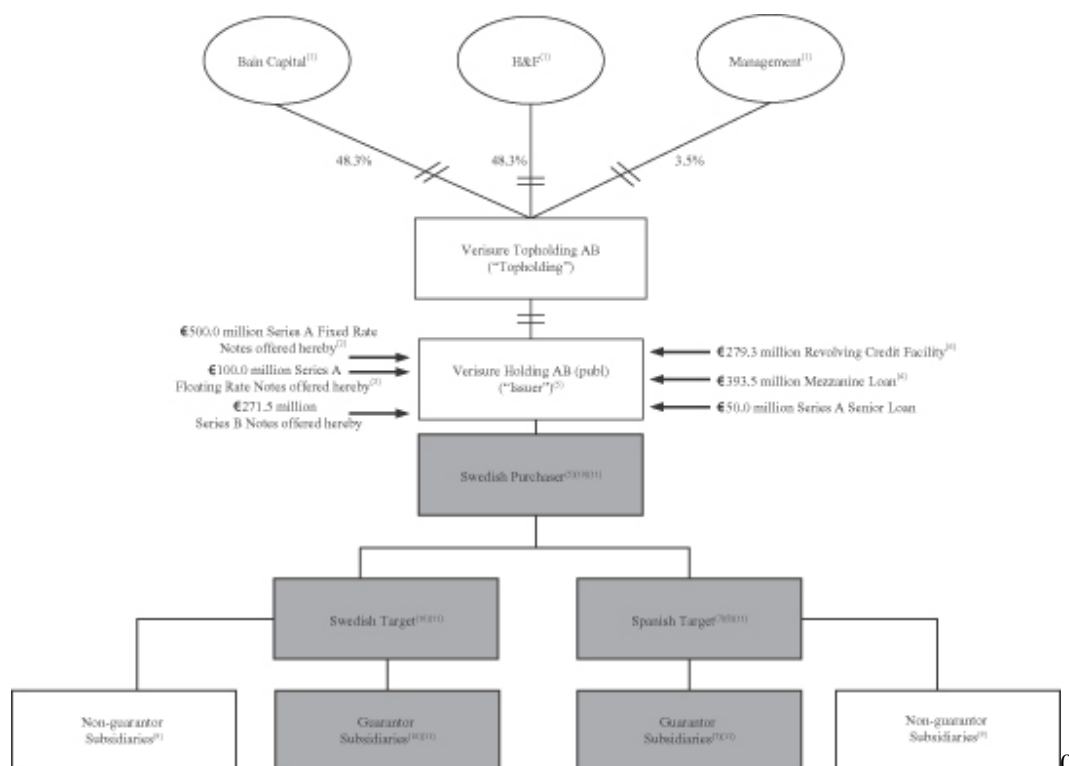 Bain Capital(1)
H&F(1)
Management(1)
48.3%
48.3%
3.5%
Verisure Topholding AB
("Topholding")
€500.0 million Series A Fixed Rate
Notes offered hereby
€100.0 million Series A
Floating Rate Notes offered hereby
€271.5 million
Series B Notes offered hereby
Verisure Holding AB (publ)
("Issuer")
€279.3 million Revolving Credit Facility
€393.5 million Mezzanine Loan
€50.0 million Series A Senior Loan
Swedish Purchaser
Swedish Target
Spanish Target
Non-guarantor
Subsidiaries
Guarantor
Subsidiaries
Guarantor
Subsidiaries
Non-guarantor
Subsidiaries